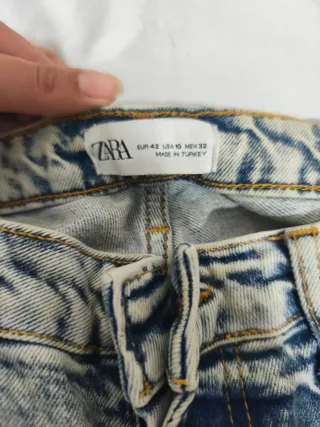 ZARA
EUR 42 USA 10 MEX 32
MADE IN TURKEY